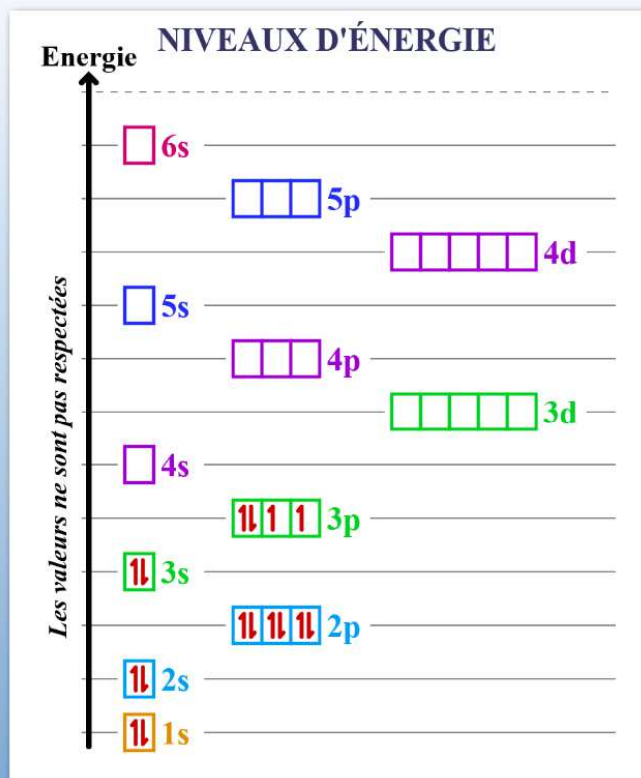 NIVEAUX D'ÉNERGIE
Energie
6s
5p
4d
5s
4p
3d
4s
3p
3s
2p
2s
1s
Les valeurs ne sont pas respectées